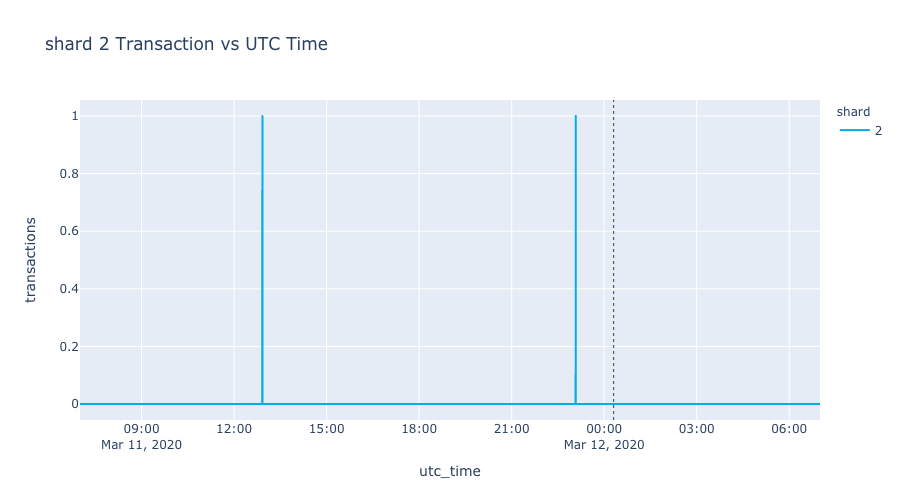 shard 2 Transaction vs UTC Time
shard
2
transactions
1
0.8
0.6
0.4
0.2
0
09:00
Mar 11, 2020
12:00
15:00
18:00
21:00
00:00
Mar 12, 2020
03:00
06:00
utc_time